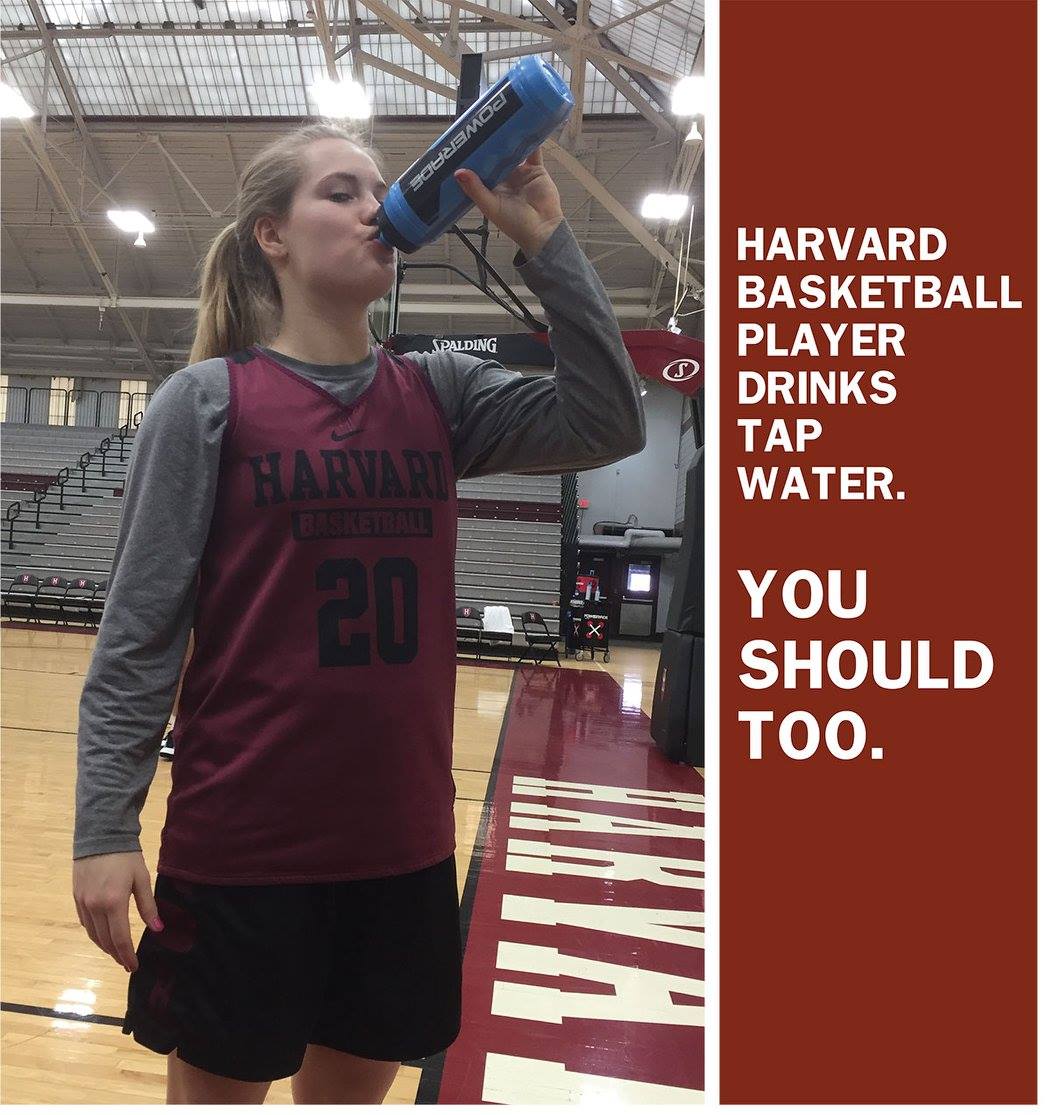 POWERADE
SPALDING
HARVARD
BASKETBALL
20
HARVARD
BASKETBALL
PLAYER
DRINKS
TAP
WATER.
YOU
SHOULD
TOO.